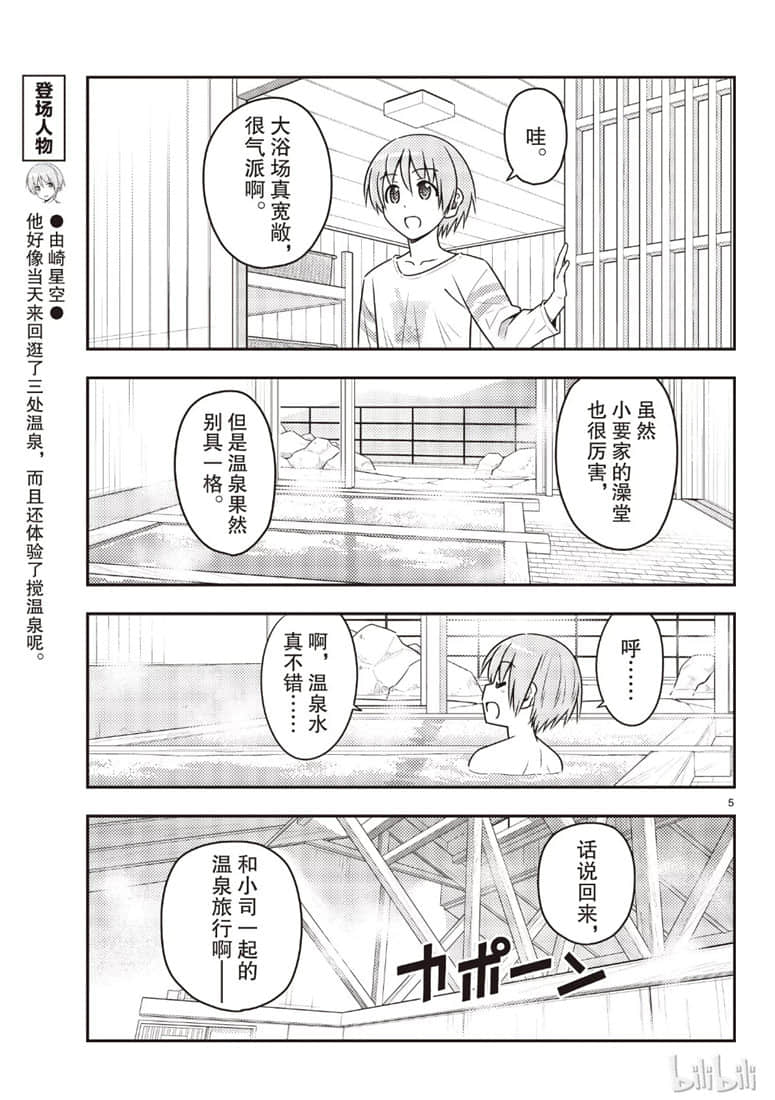 哇。
大浴场真宽敞，
很气派啊。
虽然
小要家的澡堂
也很厉害，
但是温泉果然
别具一格。
呼……
啊，温泉水
真不错……
话说回来，
和小司一起的
温泉旅行啊——
カポーン
登场人物
●由崎星空●
他好像当天来回逛了三处温泉，而且还体验了搅温泉呢。
5
bilibili